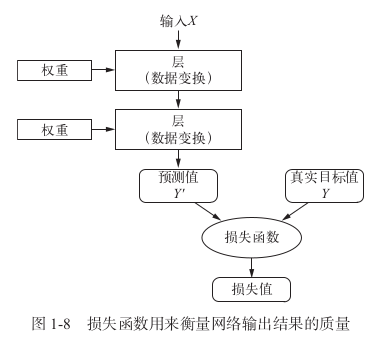 输入X
层
(数据变换)
权重
层
(数据变换)
权重
预测值
Y′
真实目标值
Y
损失函数
损失值
图 1-8 损失函数用来衡量网络输出结果的质量